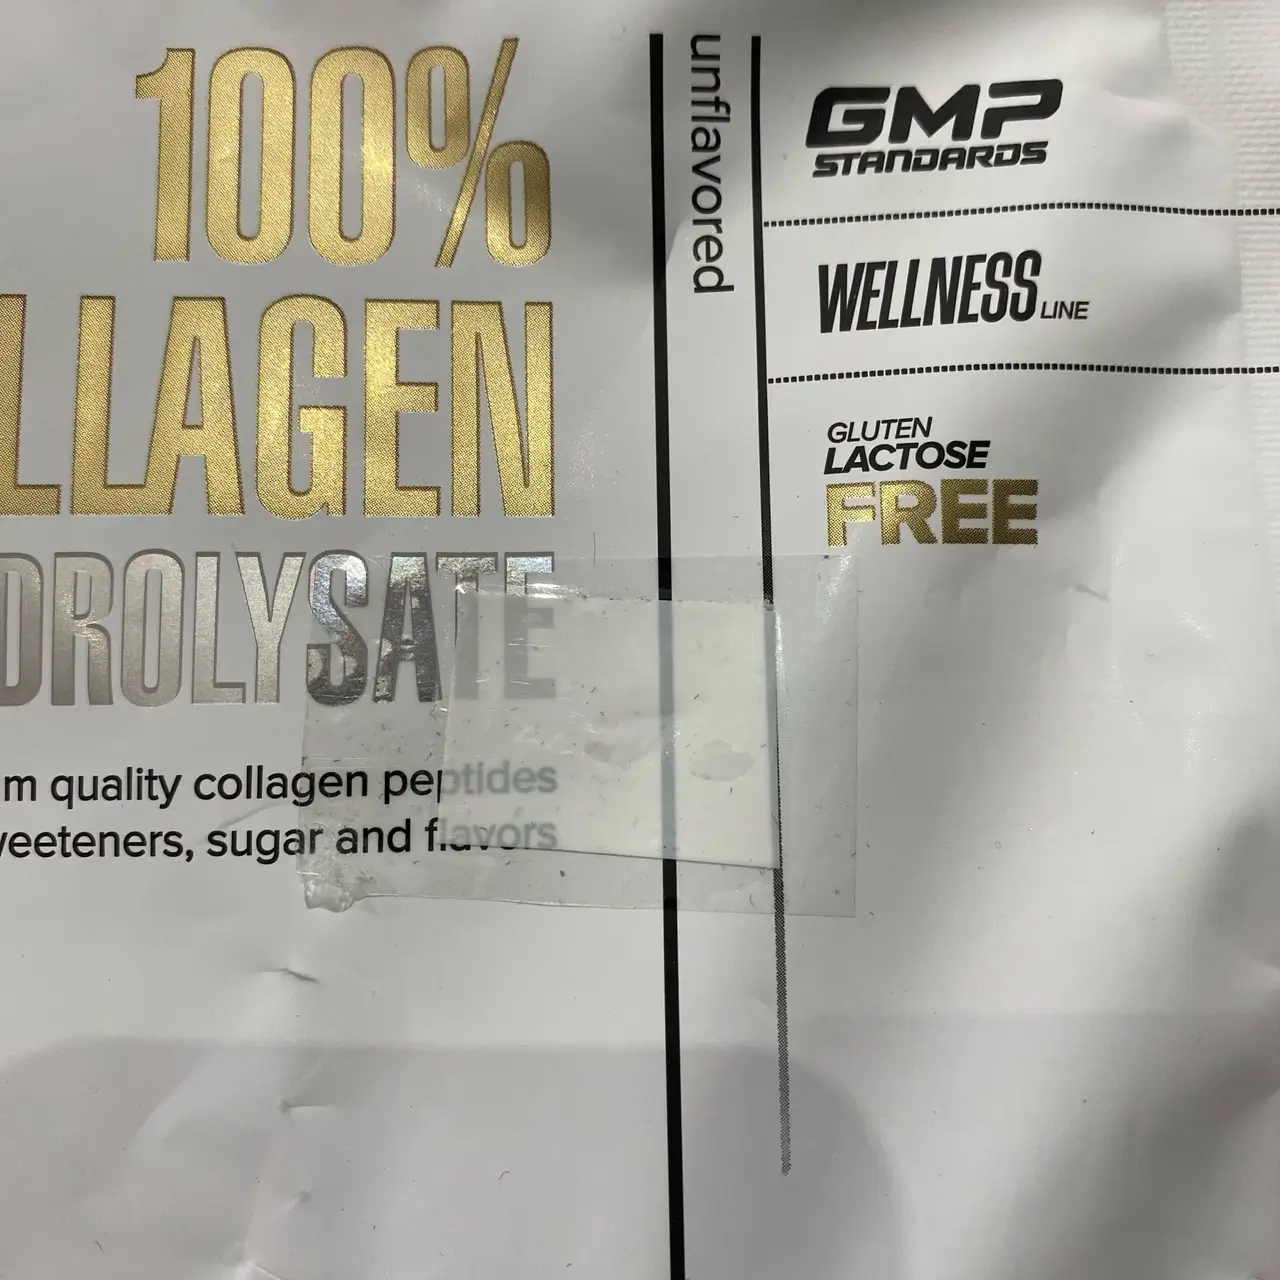 100%
LLAGEN
DROLYSATE
m quality collagen peptides
weeteners, sugar and flavors
unflavored
GMP
STANDARDS
WELLNESS LINE
GLUTEN
LACTOSE
FREE